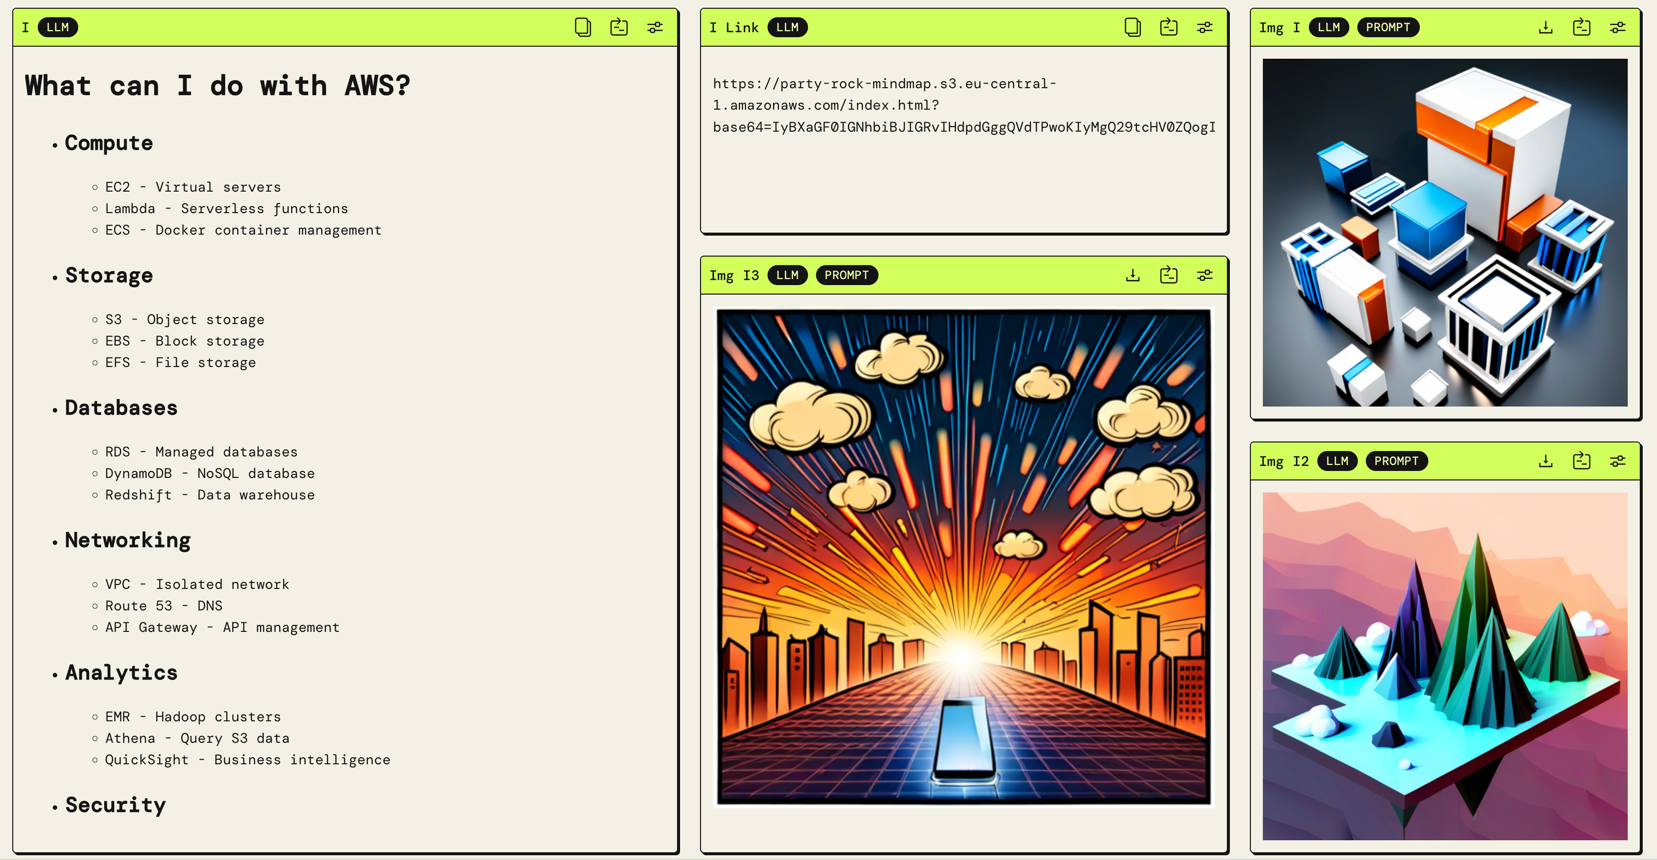 I LLM
What can I do with AWS?
Compute
EC2 - Virtual servers
Lambda - Serverless functions
ECS - Docker container management
Storage
S3 - Object storage
EBS - Block storage
EFS - File storage
Databases
RDS - Managed databases
DynamoDB - NoSQL database
Redshift - Data warehouse
Networking
VPC - Isolated network
Route 53 - DNS
API Gateway - API management
Analytics
EMR - Hadoop clusters
Athena - Query S3 data
QuickSight - Business intelligence
Security
I Link LLM
https://party-rock-mindmap.s3.eu-central-
1.amazonaws.com/index.html?
base64=IyBXaGF0IGNhbiBJIGRvIHdpdGggQVdTPwoKIyMgQ29tcHV0ZQogI
Img I3 LLM PROMPT
Img I LLM PROMPT
Img I2 LLM PROMPT